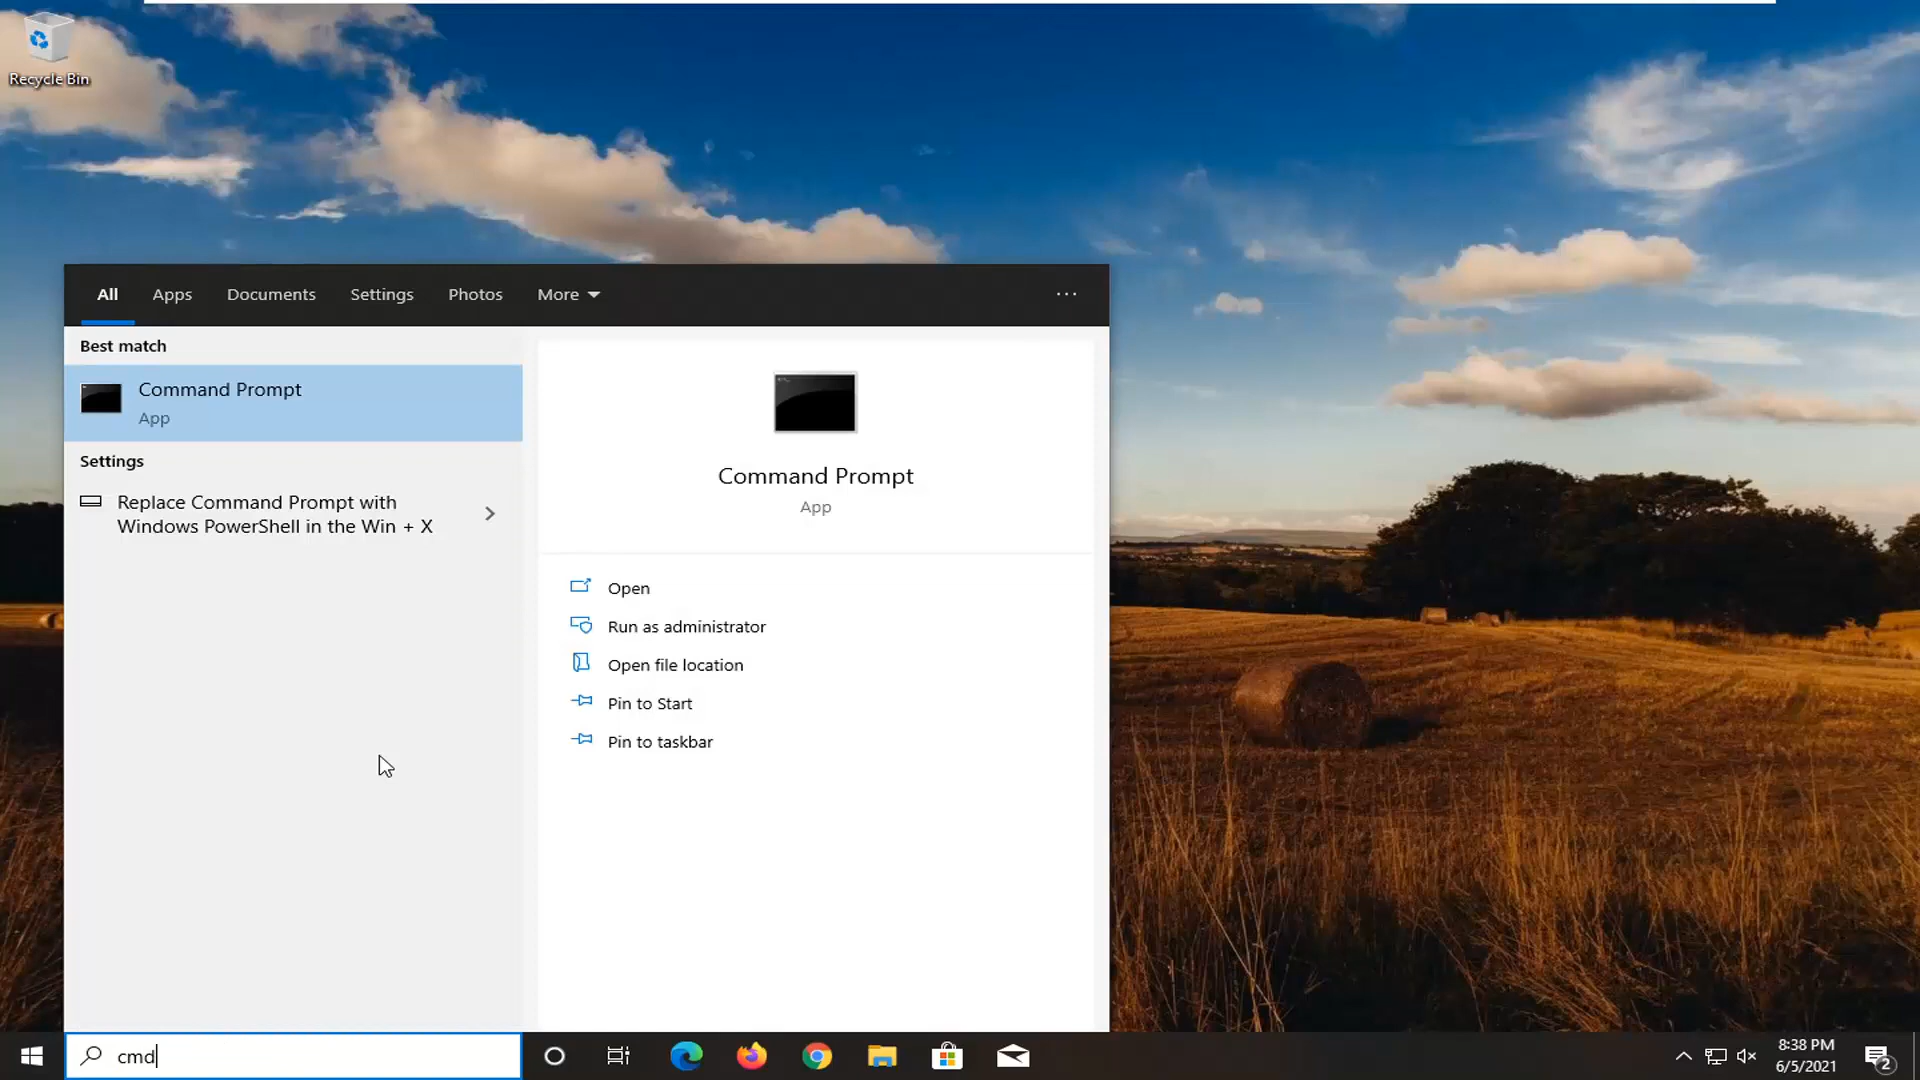 Recycle Bin
All Apps Documents Settings Photos More ...
Best match
Command Prompt
App
Settings
Replace Command Prompt with
Windows PowerShell in the Win + X
Command Prompt
App
Open
Run as administrator
Open file location
Pin to Start
Pin to taskbar
cmd
8:38 PM
6/5/2021
2